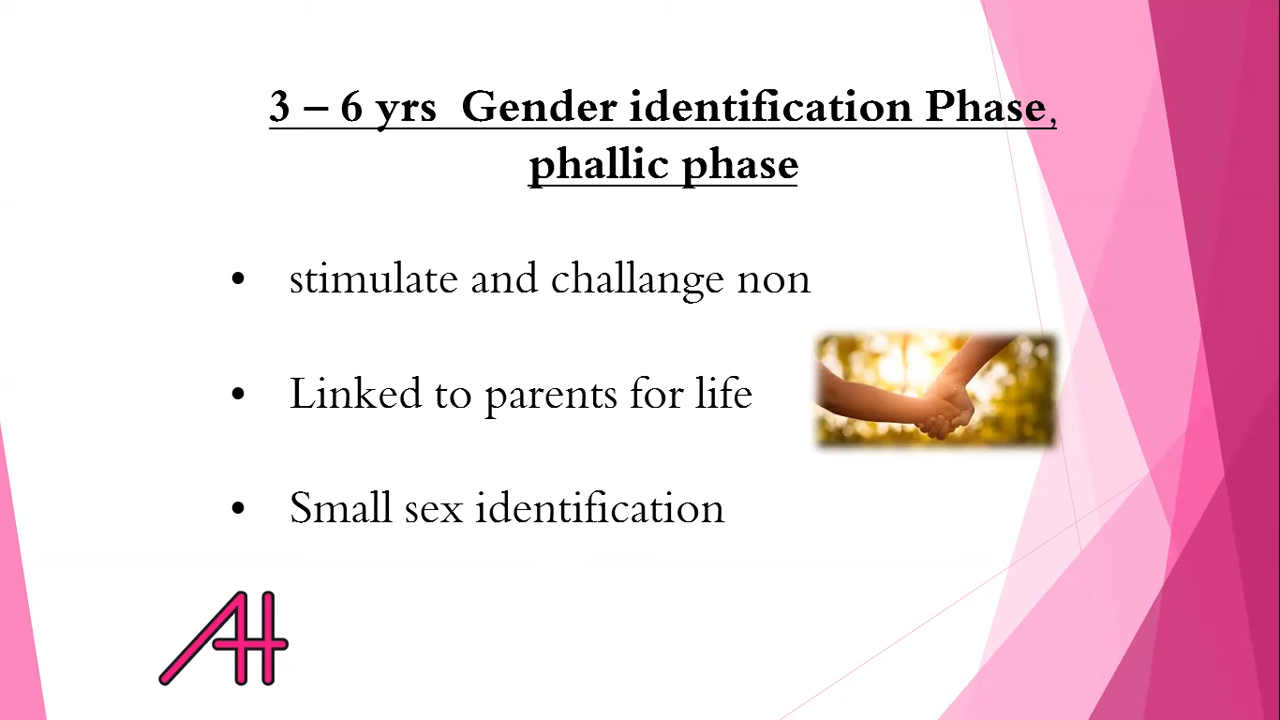 3 – 6 yrs Gender identification Phase,
phallic phase
• stimulate and challange non
• Linked to parents for life
• Small sex identification
AH